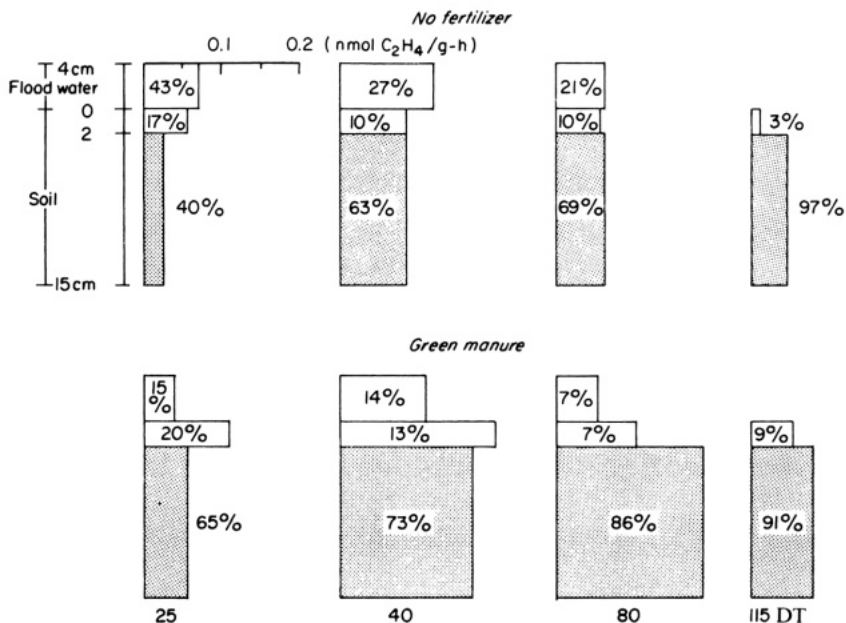 No fertilizer
0.1 0.2 (nmol C₂H₄/g-h)
4cm
Flood water
0
2
Soil
15cm
43% 27% 21%
17% 10% 10% 3%
40% 63% 69% 97%
Green manure
15
% 14% 7%
20% 13% 7% 9%
65% 73% 86% 91%
25 40 80 115 DT